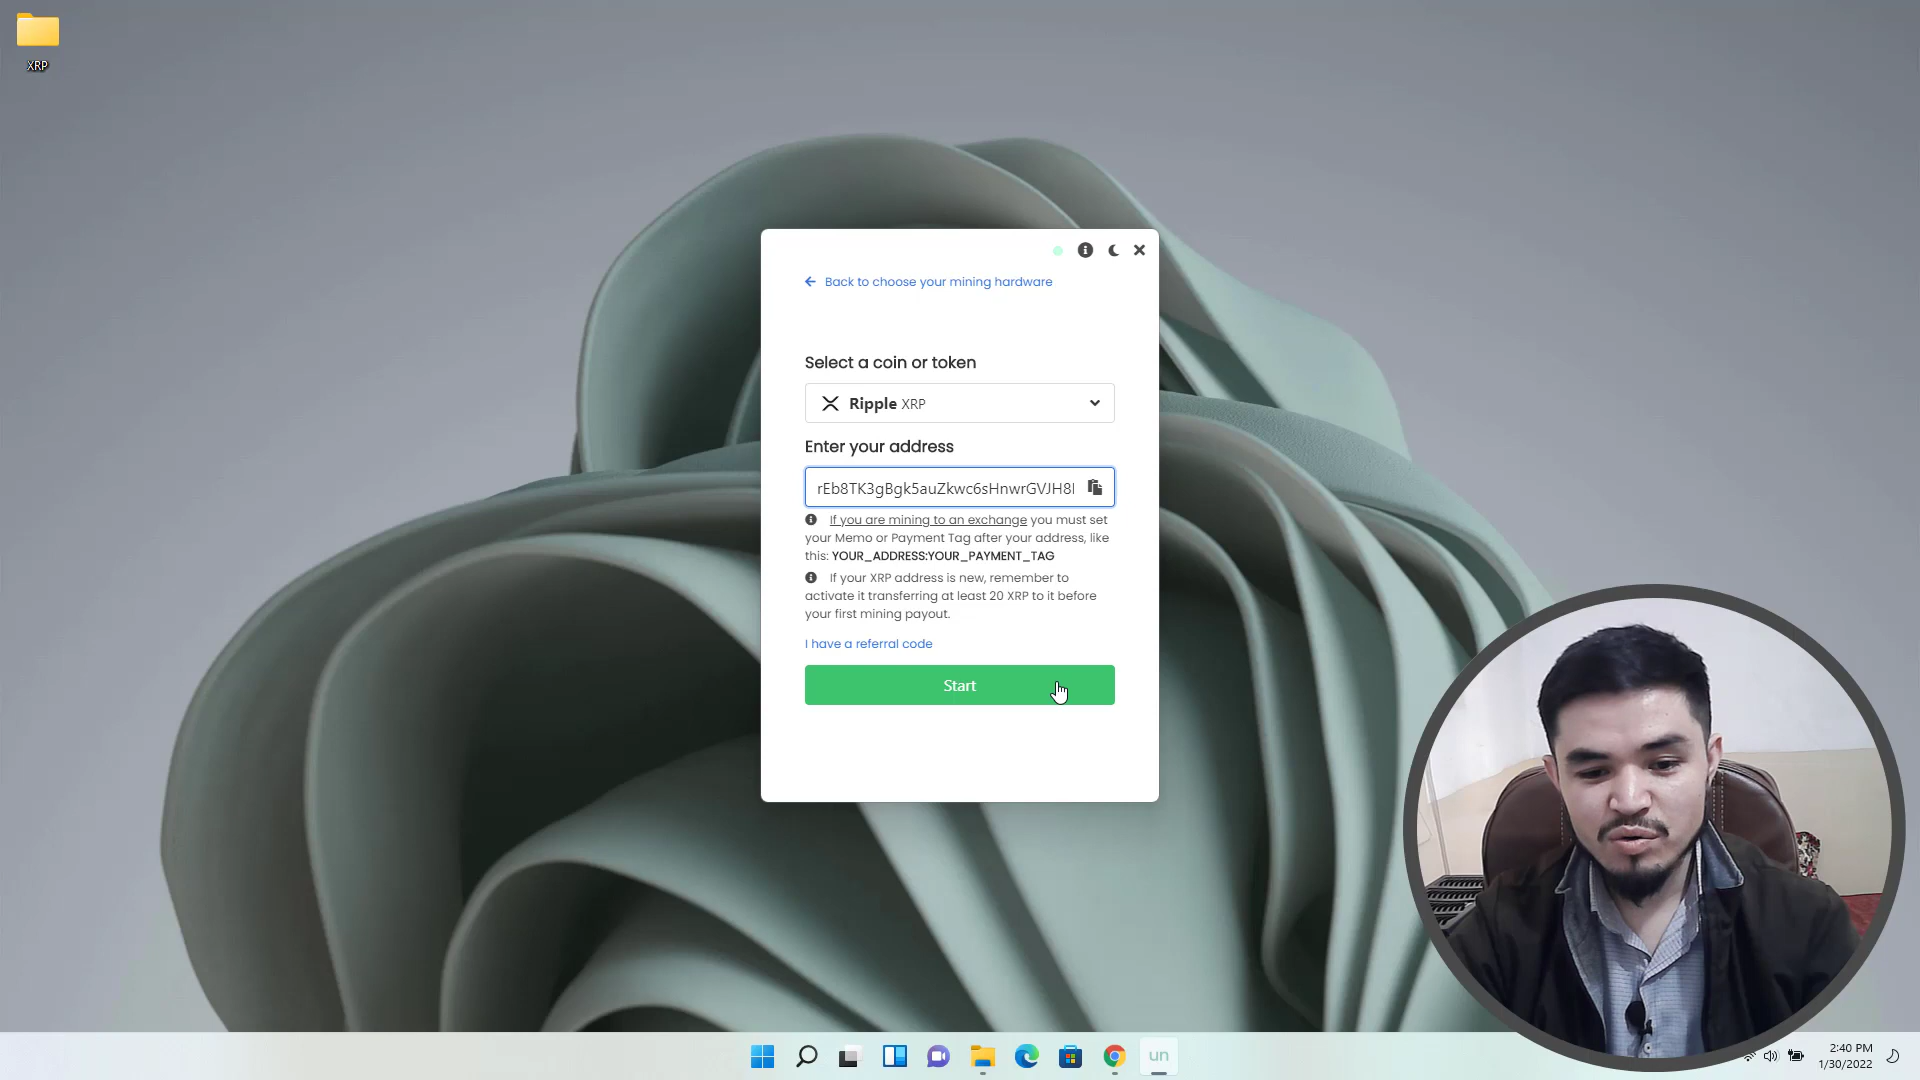 XRP
Back to choose your mining hardware
Select a coin or token
Ripple XRP
Enter your address
rEb8TK3gBgk5auZkwc6sHnwrGVJH8
If you are mining to an exchange you must set
your Memo or Payment Tag after your address, like
this: YOUR_ADDRESS:YOUR_PAYMENT_TAG
If your XRP address is new, remember to
activate it transferring at least 20 XRP to it before
your first mining payout.
I have a referral code
Start
un
2:40 PM
1/30/2022